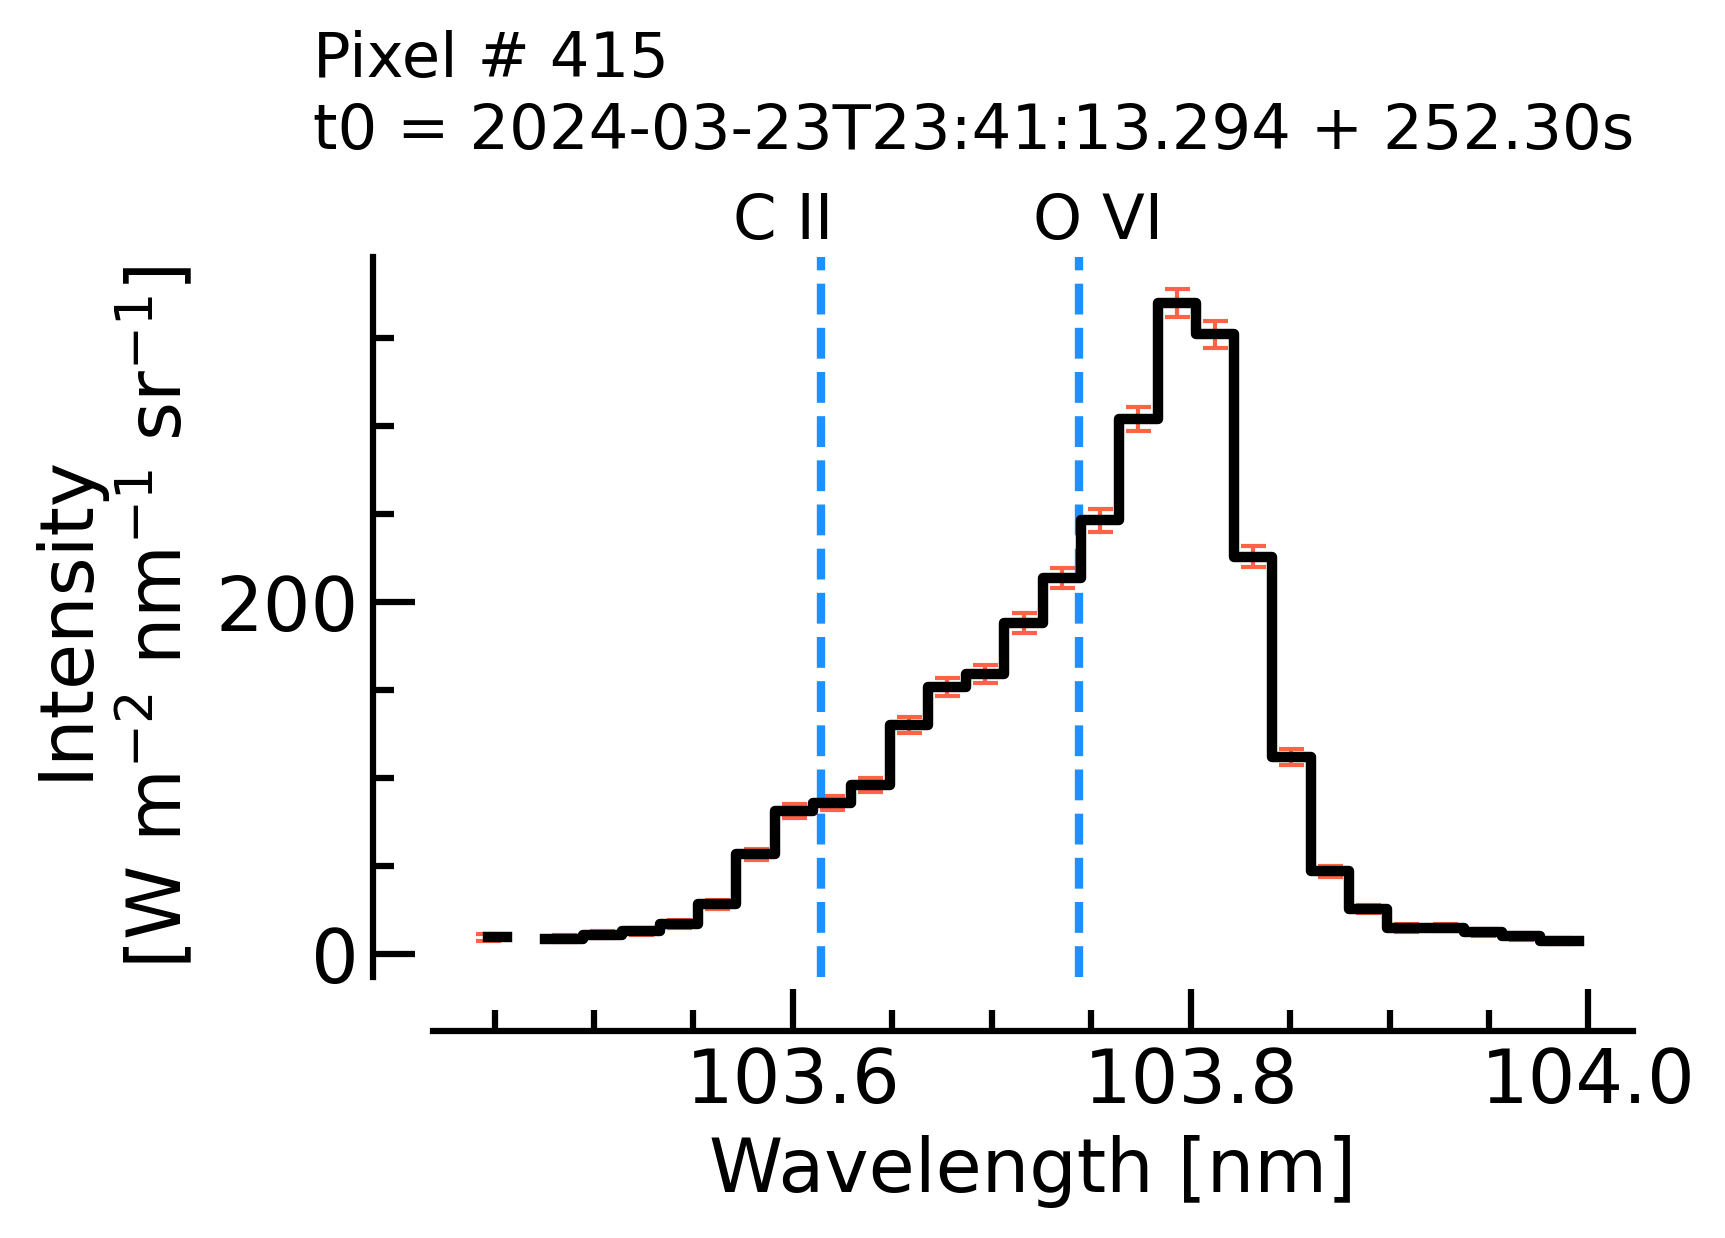 Pixel # 415
t0 = 2024-03-23T23:41:13.294 + 252.30s
C II
O VI
Intensity
[W m⁻² nm⁻¹ sr⁻¹]
200
0
103.6
103.8
104.0
Wavelength [nm]